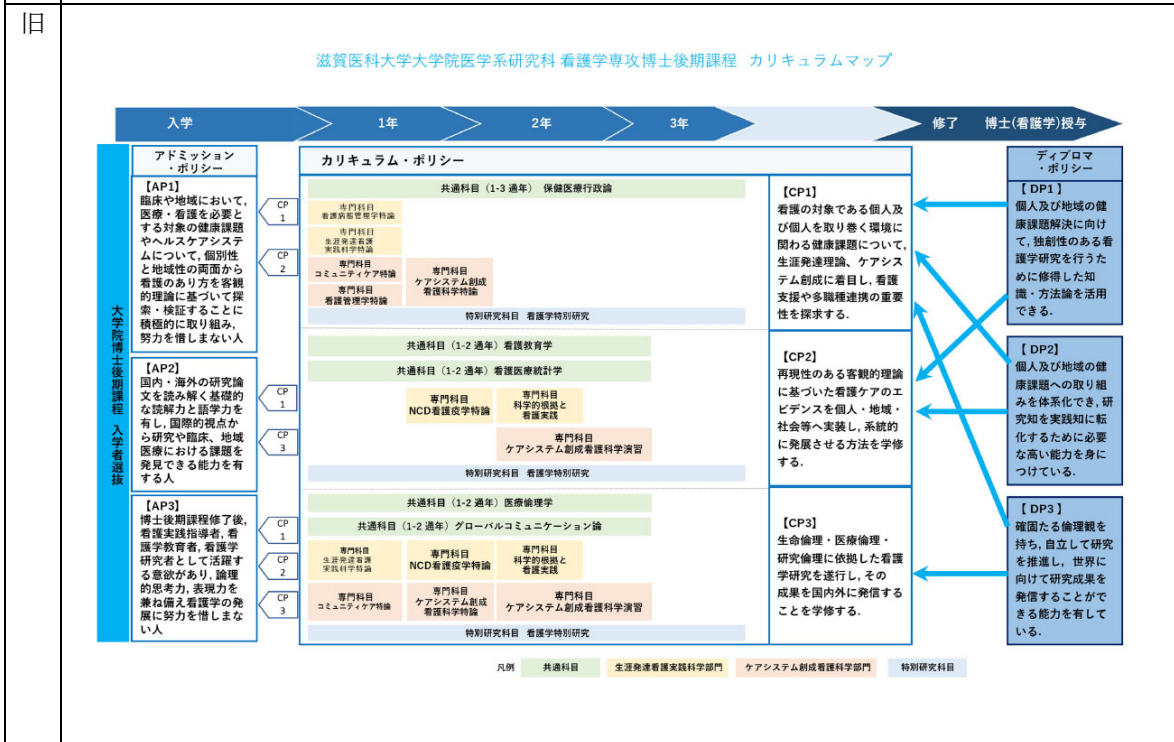 旧
滋賀医科大学大学院医学系研究科 看護学専攻博士後期課程 カリキュラムマップ
入学
1年
2年
3年
修了 博士(看護学)授与
大学院博士後期課程 入学者選抜
アドミッション
・ポリシー
【AP1】
臨床や地域において,
医療・看護を必要と
する対象の健康課題
やヘルスケアシステ
ムについて, 個別性
と地域性の両面から
看護のあり方を客観
的理論に基づいて探
索・検証することに
積極的に取り組み,
努力を惜しまない人
【AP2】
国内・海外の研究論
文を読み解く基礎的
な読解力と語学力を
有し, 国際的視点か
ら研究や臨床、地域
医療における課題を
発見できる能力を有
する人
【AP3】
博士後期課程修了後,
看護実践指導者, 看
護学教育者, 看護学
研究者として活躍す
る意欲があり, 論理
的思考力, 表現力を
兼ね備え看護学の発
展に努力を惜しまな
い人
CP
1
CP
2
CP
1
CP
3
CP
1
CP
2
CP
3
カリキュラム・ポリシー
共通科目(1-3 通年) 保健医療行政論
専門科目
看護病態管理学特論
専門科目
生涯発達看護
実践科学特論
専門科目
コミュニティケア特論
専門科目
看護管理学特論
専門科目
ケアシステム創成
看護科学特論
特別研究科目 看護学特別研究
共通科目(1-2 通年)看護教育学
共通科目(1-2 通年)看護医療統計学
専門科目
NCD看護疫学特論
専門科目
科学的根拠と
看護実践
専門科目
ケアシステム創成看護科学演習
特別研究科目 看護学特別研究
共通科目(1-2 通年)医療倫理学
共通科目(1-2 通年)グローバルコミュニケーション論
専門科目
生涯発達看護
実践科学特論
専門科目
NCD看護疫学特論
専門科目
科学的根拠と
看護実践
専門科目
コミュニティケア特論
専門科目
ケアシステム創成
看護科学特論
専門科目
ケアシステム創成看護科学演習
特別研究科目 看護学特別研究
【CP1】
看護の対象である個人及
び個人を取り巻く環境に
関わる健康課題について,
生涯発達理論、ケアシス
テム創成に着目し, 看護
支援や多職種連携の重要
性を探求する.
【CP2】
再現性のある客観的理論
に基づいた看護ケアのエ
ビデンスを個人・地域・
社会等へ実装し, 系統的
に発展させる方法を学修
する.
【CP3】
生命倫理・医療倫理・
研究倫理に依拠した看護
学研究を遂行し, その
成果を国内外に発信する
ことを学修する.
ディプロマ
・ポリシー
【 DP1 】
個人及び地域の健
康課題解決に向け
て, 独創性のある看
護学研究を行うた
めに修得した知
識・方法論を活用
できる.
【DP2】
個人及び地域の健
康課題への取り組
みを体系化でき, 研
究知を実践知に転
化するために必要
な高い能力を身に
つけている.
【 DP3 】
確固たる倫理観を
持ち, 自立して研究
を推進し, 世界に
向けて研究成果を
発信することがで
きる能力を有して
いる.
凡例
共通科目
生涯発達看護実践科学部門
ケアシステム創成看護科学部門
特別研究科目